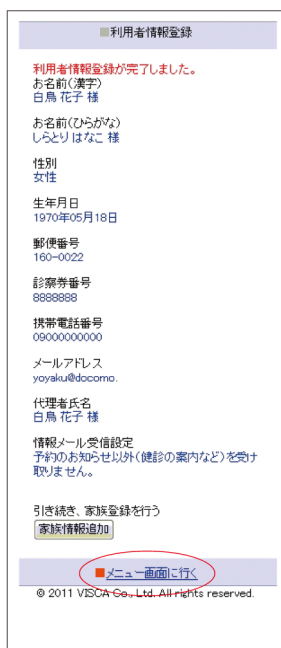 ■利用者情報登録
利用者情報登録が完了しました。
お名前(漢字)
白鳥 花子 様
お名前(ひらがな)
しらとり はなこ 様
性別
女性
生年月日
1970年05月18日
郵便番号
160-0022
診察券番号
8888888
携帯電話番号
09000000000
メールアドレス
yoyaku@docomo.
代理者氏名
白鳥 花子 様
情報メール受信設定
予約のお知らせ以外(健診の案内など)を受け
取りません。
引き続き、家族登録を行う
家族情報追加
■メニュー画面に行く
© 2011 VISCA Co., Ltd. All rights reserved.